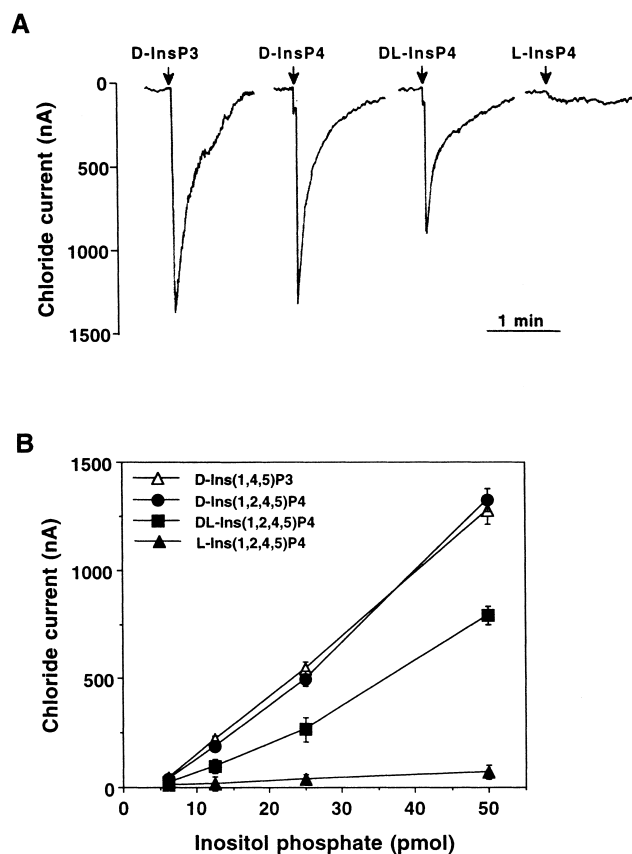 A
D-InsP3 D-InsP4 DL-InsP4 L-InsP4
0
500
1000
1500
Chloride current (nA)
1 min
B
1500
1000
500
0
Chloride current (nA)
D-Ins(1,4,5)P3
D-Ins(1,2,4,5)P4
DL-Ins(1,2,4,5)P4
L-Ins(1,2,4,5)P4
0 10 20 30 40 50
Inositol phosphate (pmol)